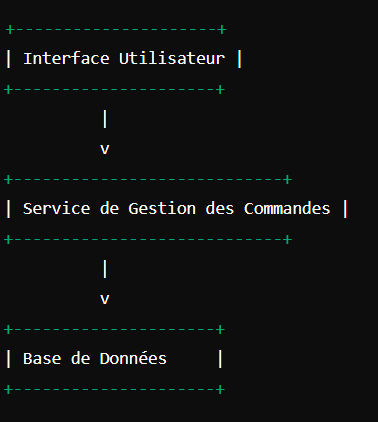 +---------------------+
| Interface Utilisateur |
+---------------------+
          |
          v
+----------------------------+
| Service de Gestion des Commandes |
+----------------------------+
          |
          v
+---------------------+
| Base de Données     |
+---------------------+